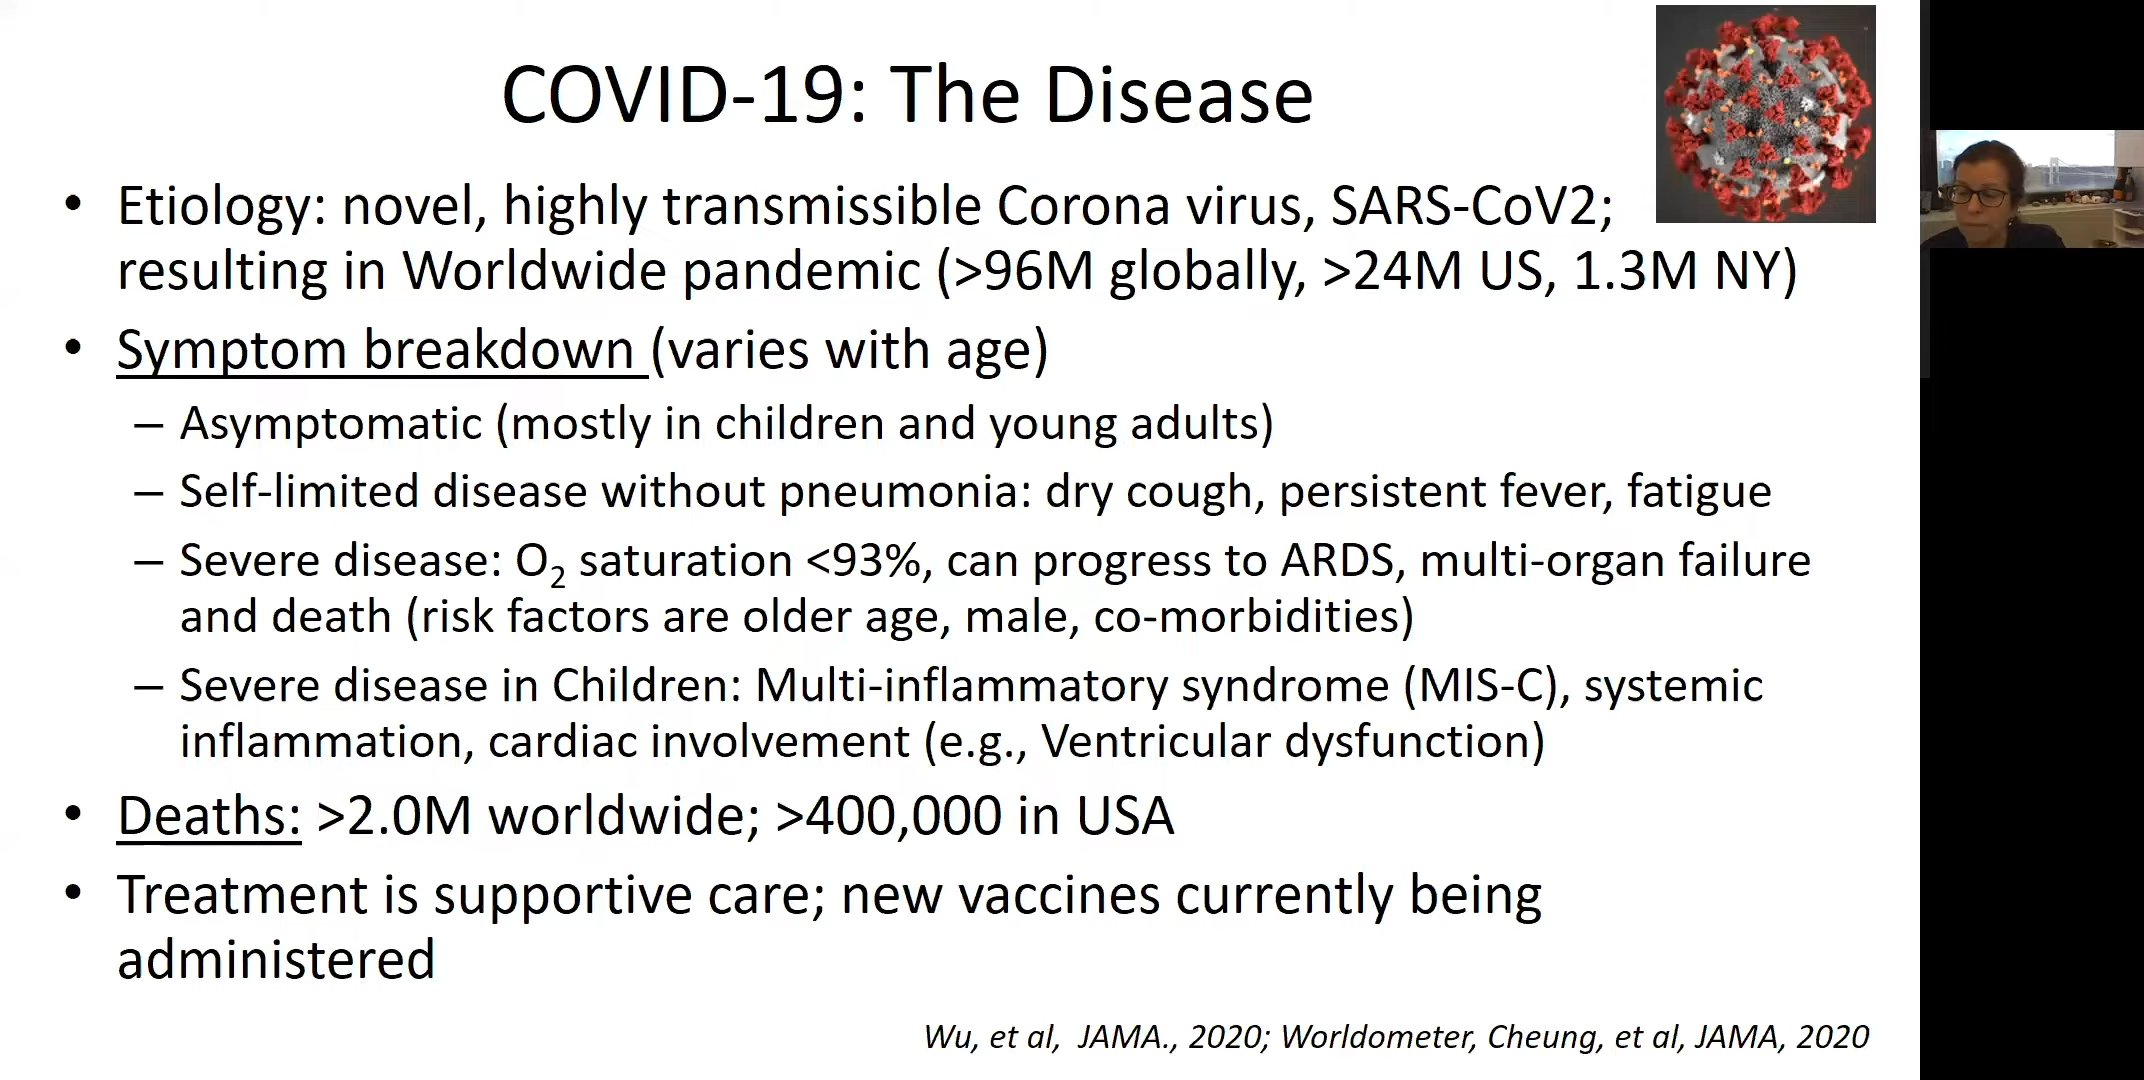 COVID-19: The Disease
• Etiology: novel, highly transmissible Corona virus, SARS-CoV2;
resulting in Worldwide pandemic (>96M globally, >24M US, 1.3M NY)
• Symptom breakdown (varies with age)
– Asymptomatic (mostly in children and young adults)
– Self-limited disease without pneumonia: dry cough, persistent fever, fatigue
– Severe disease: O₂ saturation <93%, can progress to ARDS, multi-organ failure
and death (risk factors are older age, male, co-morbidities)
– Severe disease in Children: Multi-inflammatory syndrome (MIS-C), systemic
inflammation, cardiac involvement (e.g., Ventricular dysfunction)
• Deaths: >2.0M worldwide; >400,000 in USA
• Treatment is supportive care; new vaccines currently being
administered
Wu, et al, JAMA., 2020; Worldometer, Cheung, et al, JAMA, 2020